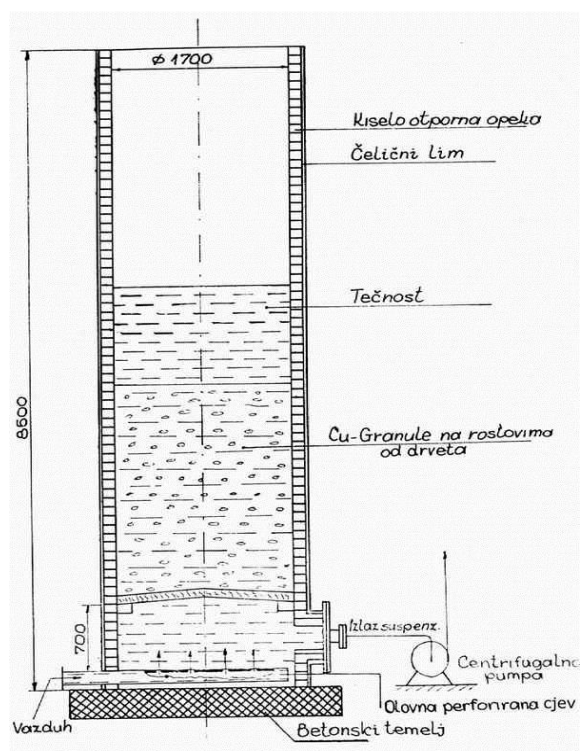 ø 1700
Kiselo otporna opeka
Čelični lim
Tečnost
8600
Cu-Granule na rostovima
od drveta
700
Izlaz suspenz.
Centrifugalna
pumpa
Vazduh
Olovna perforirana cjev
Betonski temelj